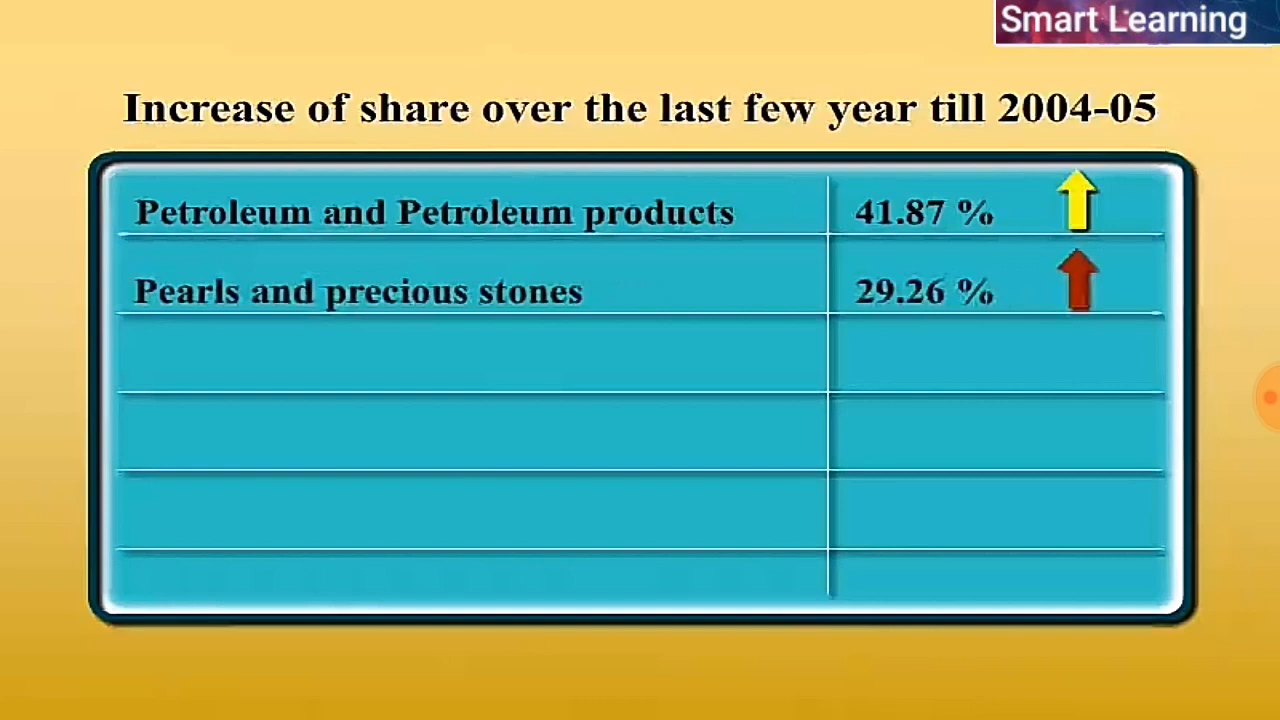 Smart Learning
Increase of share over the last few year till 2004-05
Petroleum and Petroleum products 41.87 %
Pearls and precious stones 29.26 %